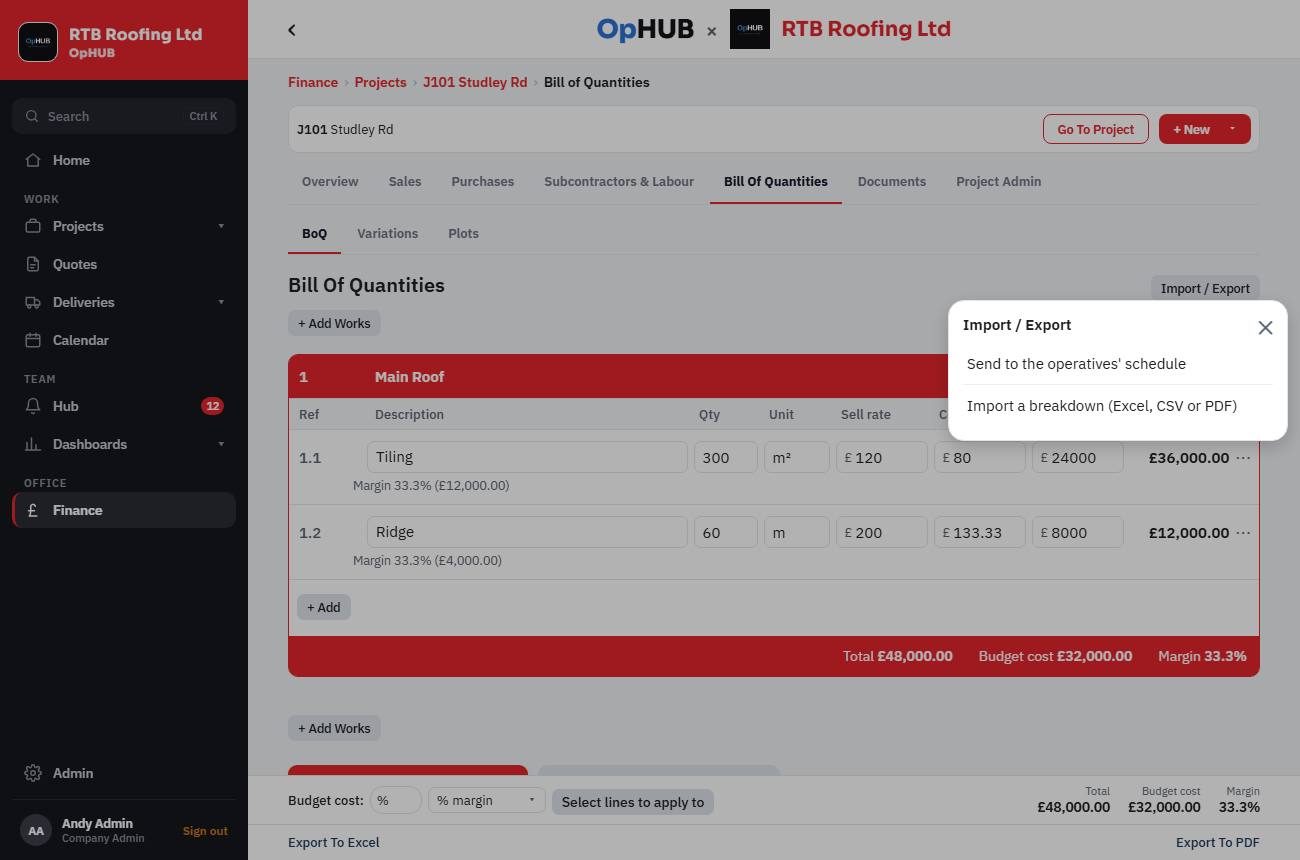 OpHUB
RTB Roofing Ltd
OpHUB
Search
Ctrl K
Home
WORK
Projects
Quotes
Deliveries
Calendar
TEAM
Hub
12
Dashboards
OFFICE
Finance
Admin
AA
Andy Admin
Company Admin
Sign out
OpHUB × OpHUB RTB Roofing Ltd
Finance › Projects › J101 Studley Rd › Bill of Quantities
J101 Studley Rd
Go To Project
+ New
Overview
Sales
Purchases
Subcontractors & Labour
Bill Of Quantities
Documents
Project Admin
BoQ
Variations
Plots
Bill Of Quantities
Import / Export
+ Add Works
Import / Export
Send to the operatives' schedule
Import a breakdown (Excel, CSV or PDF)
1 Main Roof
Ref Description Qty Unit Sell rate C
1.1 Tiling 300 m² £ 120 £ 80 £ 24000 £36,000.00 ···
Margin 33.3% (£12,000.00)
1.2 Ridge 60 m £ 200 £ 133.33 £ 8000 £12,000.00 ···
Margin 33.3% (£4,000.00)
+ Add
Total £48,000.00 Budget cost £32,000.00 Margin 33.3%
+ Add Works
Budget cost: % % margin Select lines to apply to
Total Budget cost Margin
£48,000.00 £32,000.00 33.3%
Export To Excel
Export To PDF